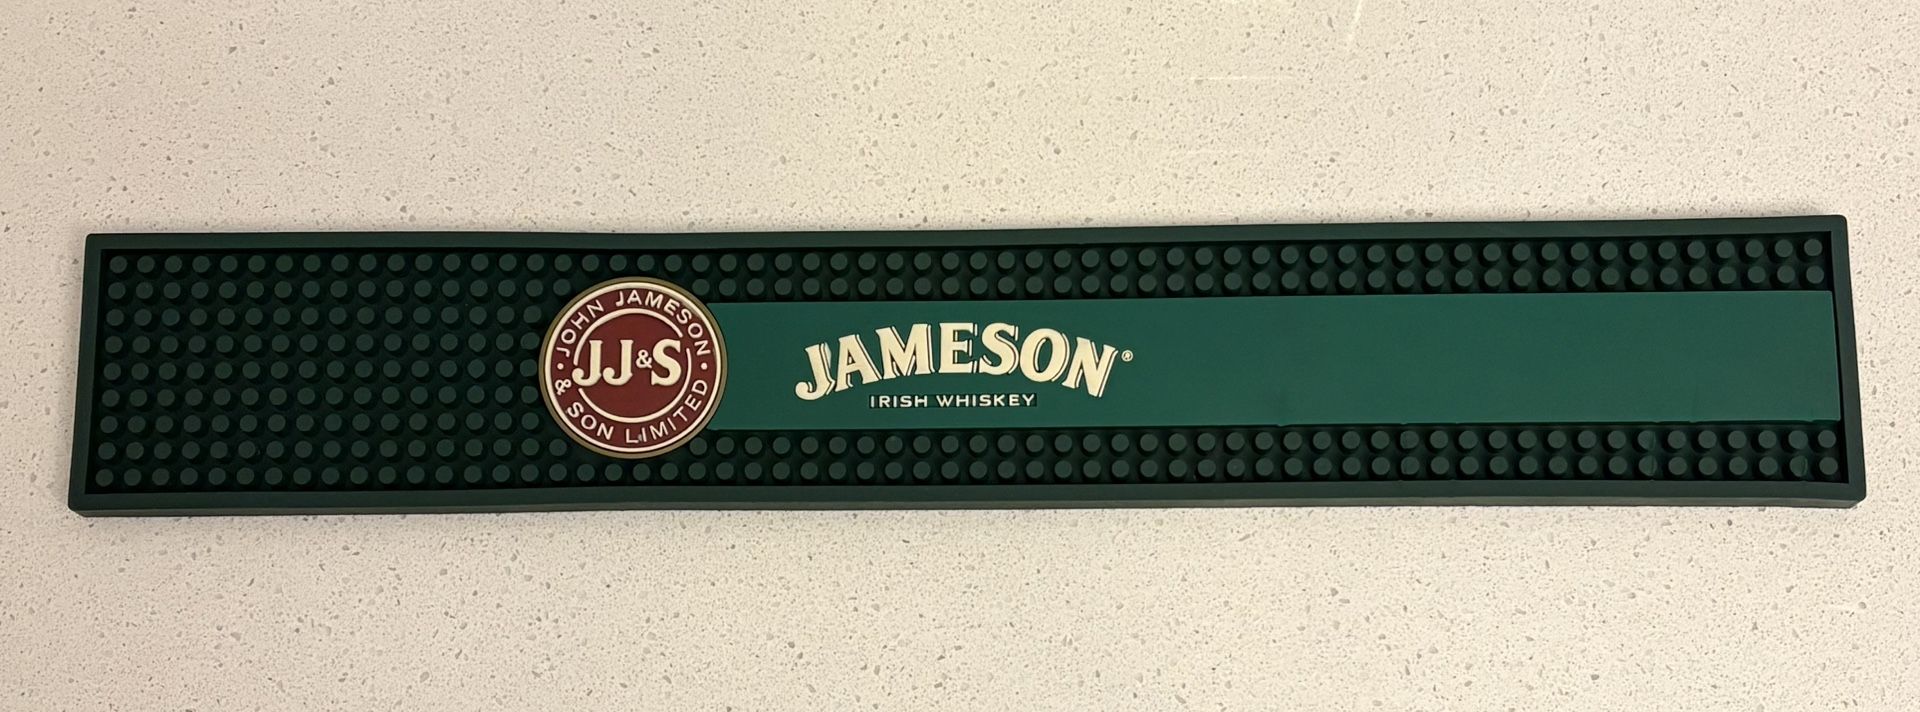 · JOHN JAMESON ·
& SON LIMITED
JJ&S
JAMESON®
IRISH WHISKEY